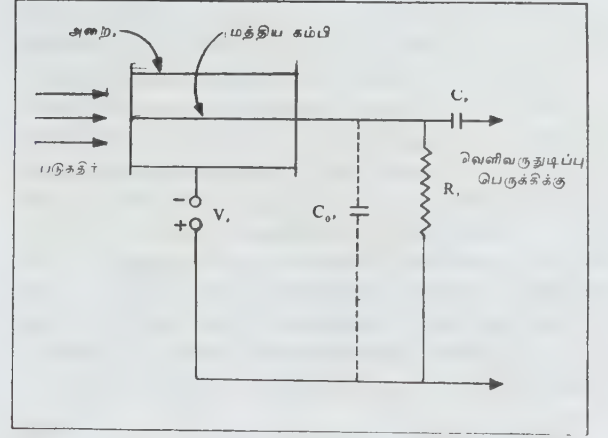 அறை.
மத்திய கம்பி
படுகதிர்
−
+
V,
C₀,
C,
R,
வெளிவருதுடிப்பு
பெருக்கிக்கு